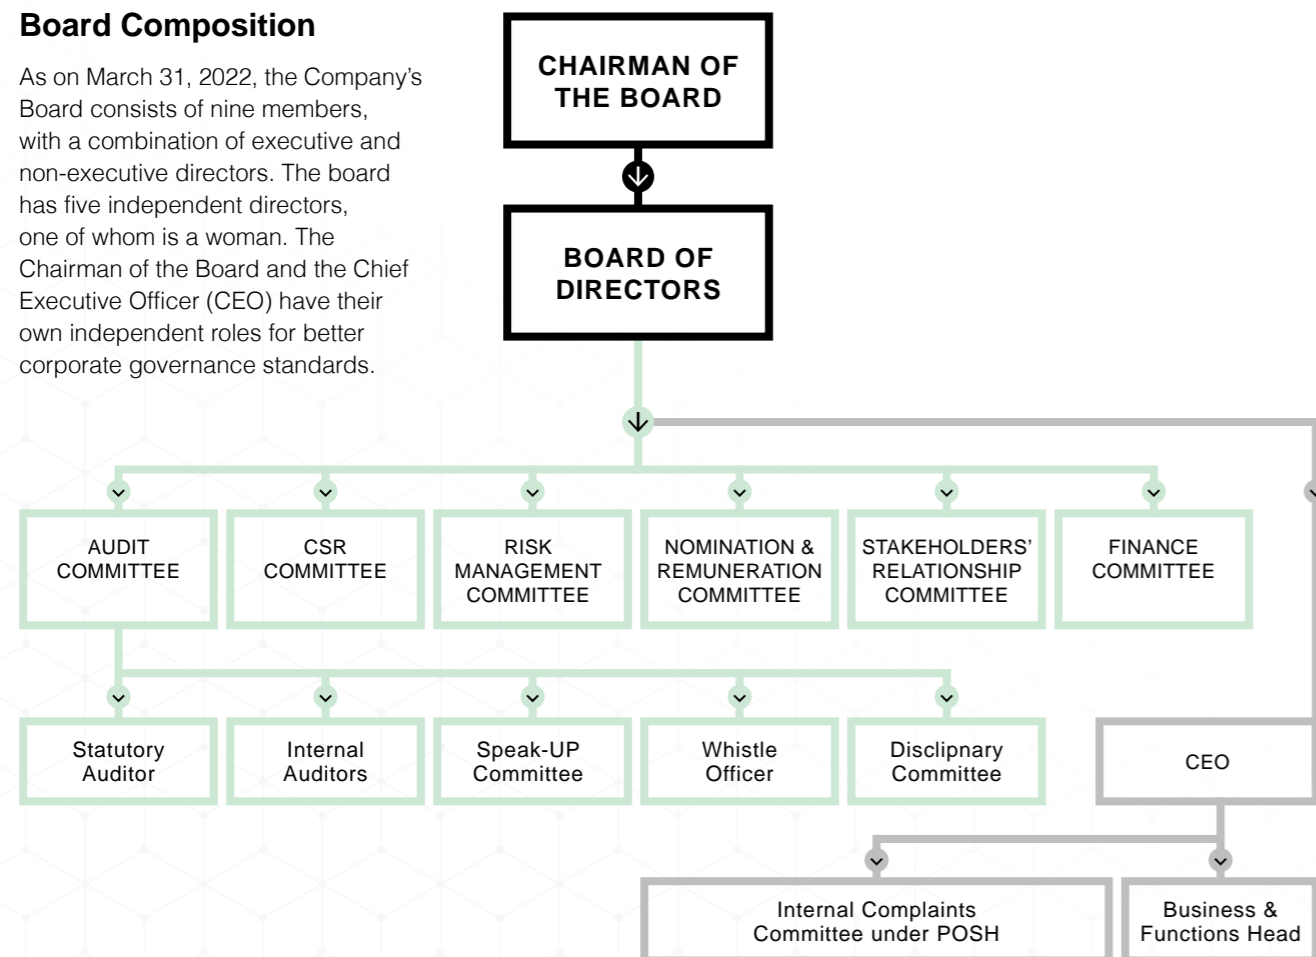 Board Composition
As on March 31, 2022, the Company’s
Board consists of nine members,
with a combination of executive and
non-executive directors. The board
has five independent directors,
one of whom is a woman. The
Chairman of the Board and the Chief
Executive Officer (CEO) have their
own independent roles for better
corporate governance standards.
CHAIRMAN OF
THE BOARD
BOARD OF
DIRECTORS
AUDIT
COMMITTEE
CSR
COMMITTEE
RISK
MANAGEMENT
COMMITTEE
NOMINATION &
REMUNERATION
COMMITTEE
STAKEHOLDERS’
RELATIONSHIP
COMMITTEE
FINANCE
COMMITTEE
Statutory
Auditor
Internal
Auditors
Speak-UP
Committee
Whistle
Officer
Disclipnary
Committee
CEO
Internal Complaints
Committee under POSH
Business &
Functions Head